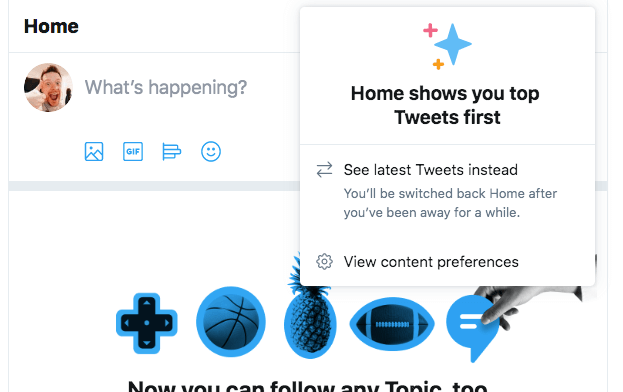 Home
What’s happening?
GIF
Home shows you top
Tweets first
See latest Tweets instead
You’ll be switched back Home after
you’ve been away for a while.
View content preferences
Now you can follow any Topic, too